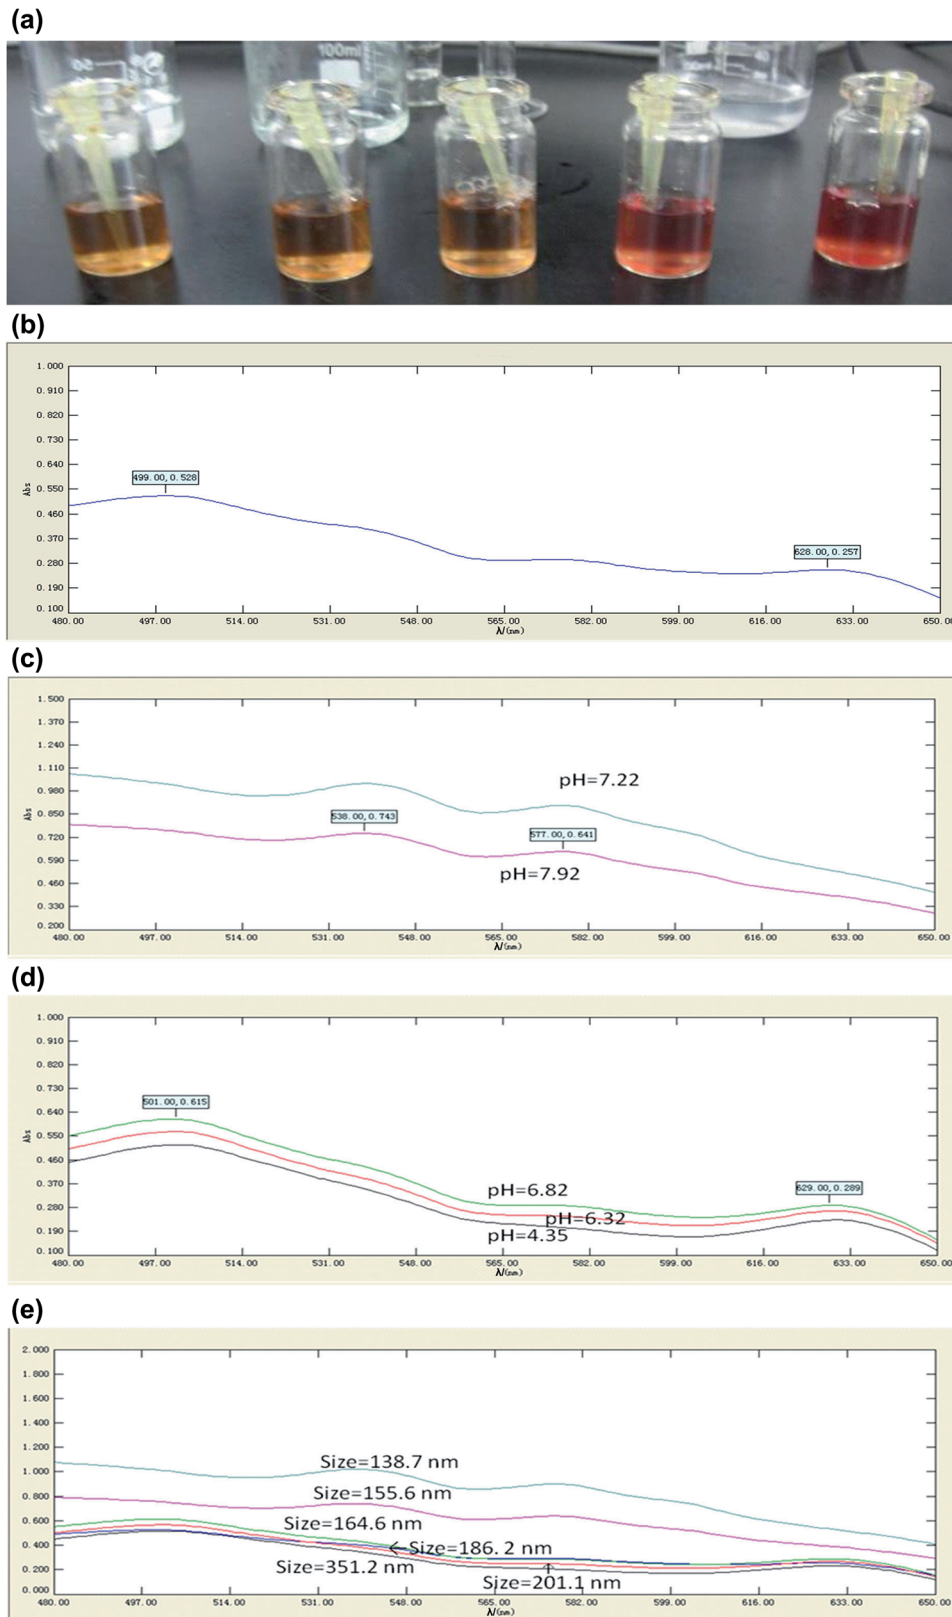 (a)
50
100ml
(b)
1.000
0.910
0.820
0.730
0.640
0.550
0.460
0.370
0.280
0.190
0.100
Abs
499.00, 0.528
628.00, 0.257
480.00 497.00 514.00 531.00 548.00 565.00 582.00 599.00 616.00 633.00 650.00
λ/(nm)
(c)
1.500
1.370
1.240
1.110
0.980
0.850
0.720
0.590
0.460
0.330
0.200
Abs
pH=7.22
538.00, 0.743
577.00, 0.641
pH=7.92
480.00 497.00 514.00 531.00 548.00 565.00 582.00 599.00 616.00 633.00 650.00
λ/(nm)
(d)
1.000
0.910
0.820
0.730
0.640
0.550
0.460
0.370
0.280
0.190
0.100
Abs
501.00, 0.615
629.00, 0.289
pH=6.82
pH=6.32
pH=4.35
480.00 497.00 514.00 531.00 548.00 565.00 582.00 599.00 616.00 633.00 650.00
λ/(nm)
(e)
2.000
1.800
1.600
1.400
1.200
1.000
0.800
0.600
0.400
0.200
0.000
Size=138.7 nm
Size=155.6 nm
Size=164.6 nm
Size=186. 2 nm
Size=351.2 nm
Size=201.1 nm
480.00 497.00 514.00 531.00 548.00 565.00 582.00 599.00 616.00 633.00 650.00
λ/(nm)